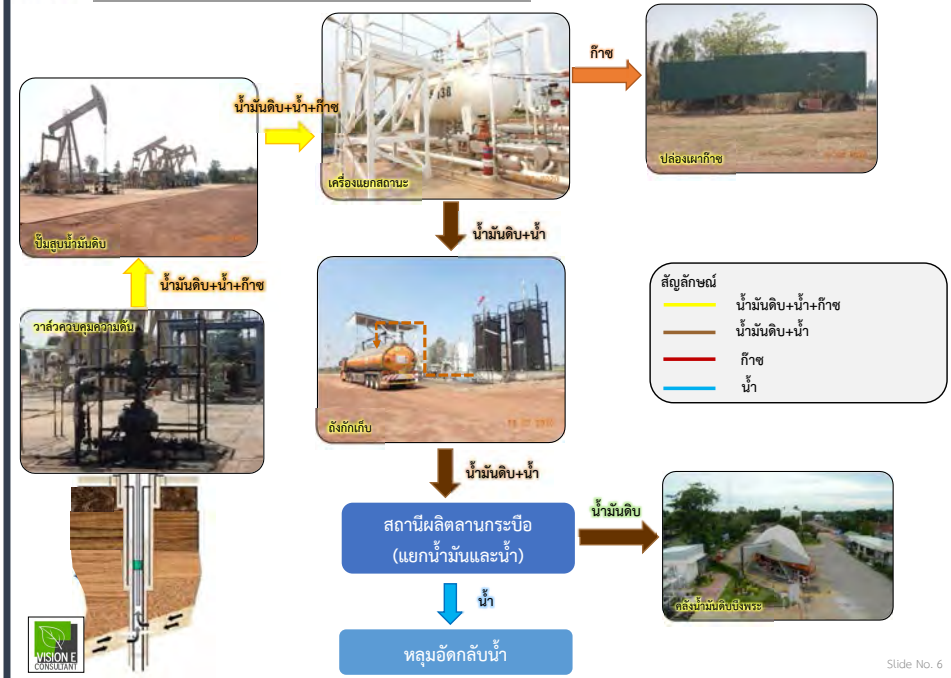 ก๊าซ
น้ำมันดิบ+น้ำ+ก๊าซ
138
ปล่องเผาก๊าซ
เครื่องแยกสถานะ
ปั๊มสูบน้ำมันดิบ
น้ำมันดิบ+น้ำ
น้ำมันดิบ+น้ำ+ก๊าซ
สัญลักษณ์
น้ำมันดิบ+น้ำ+ก๊าซ
น้ำมันดิบ+น้ำ
ก๊าซ
น้ำ
วาล์วควบคุมความดัน
ถังกักเก็บ
น้ำมันดิบ+น้ำ
สถานีผลิตลานกระบือ
(แยกน้ำมันและน้ำ)
น้ำมันดิบ
คลังน้ำมันดิบบึงพระ
น้ำ
หลุมอัดกลับน้ำ
VISION E
CONSULTANT
Slide No. 6